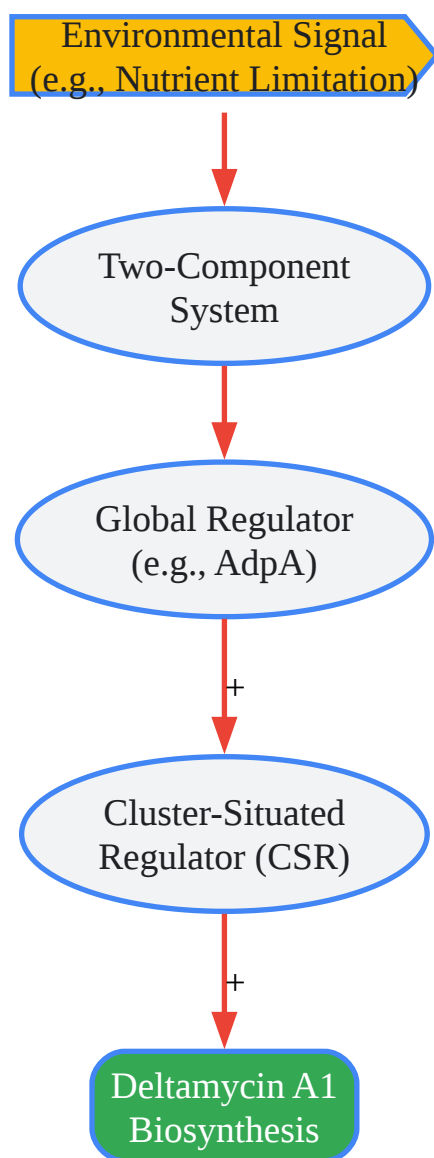 Environmental Signal
(e.g., Nutrient Limitation)
Two-Component
System
Global Regulator
(e.g., AdpA)
+
Cluster-Situated
Regulator (CSR)
+
Deltamycin A1
Biosynthesis